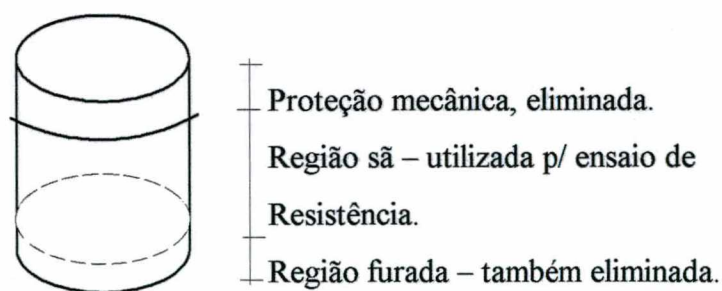 Proteção mecânica, eliminada.
Região sã – utilizada p/ ensaio de
Resistência.
Região furada – também eliminada.